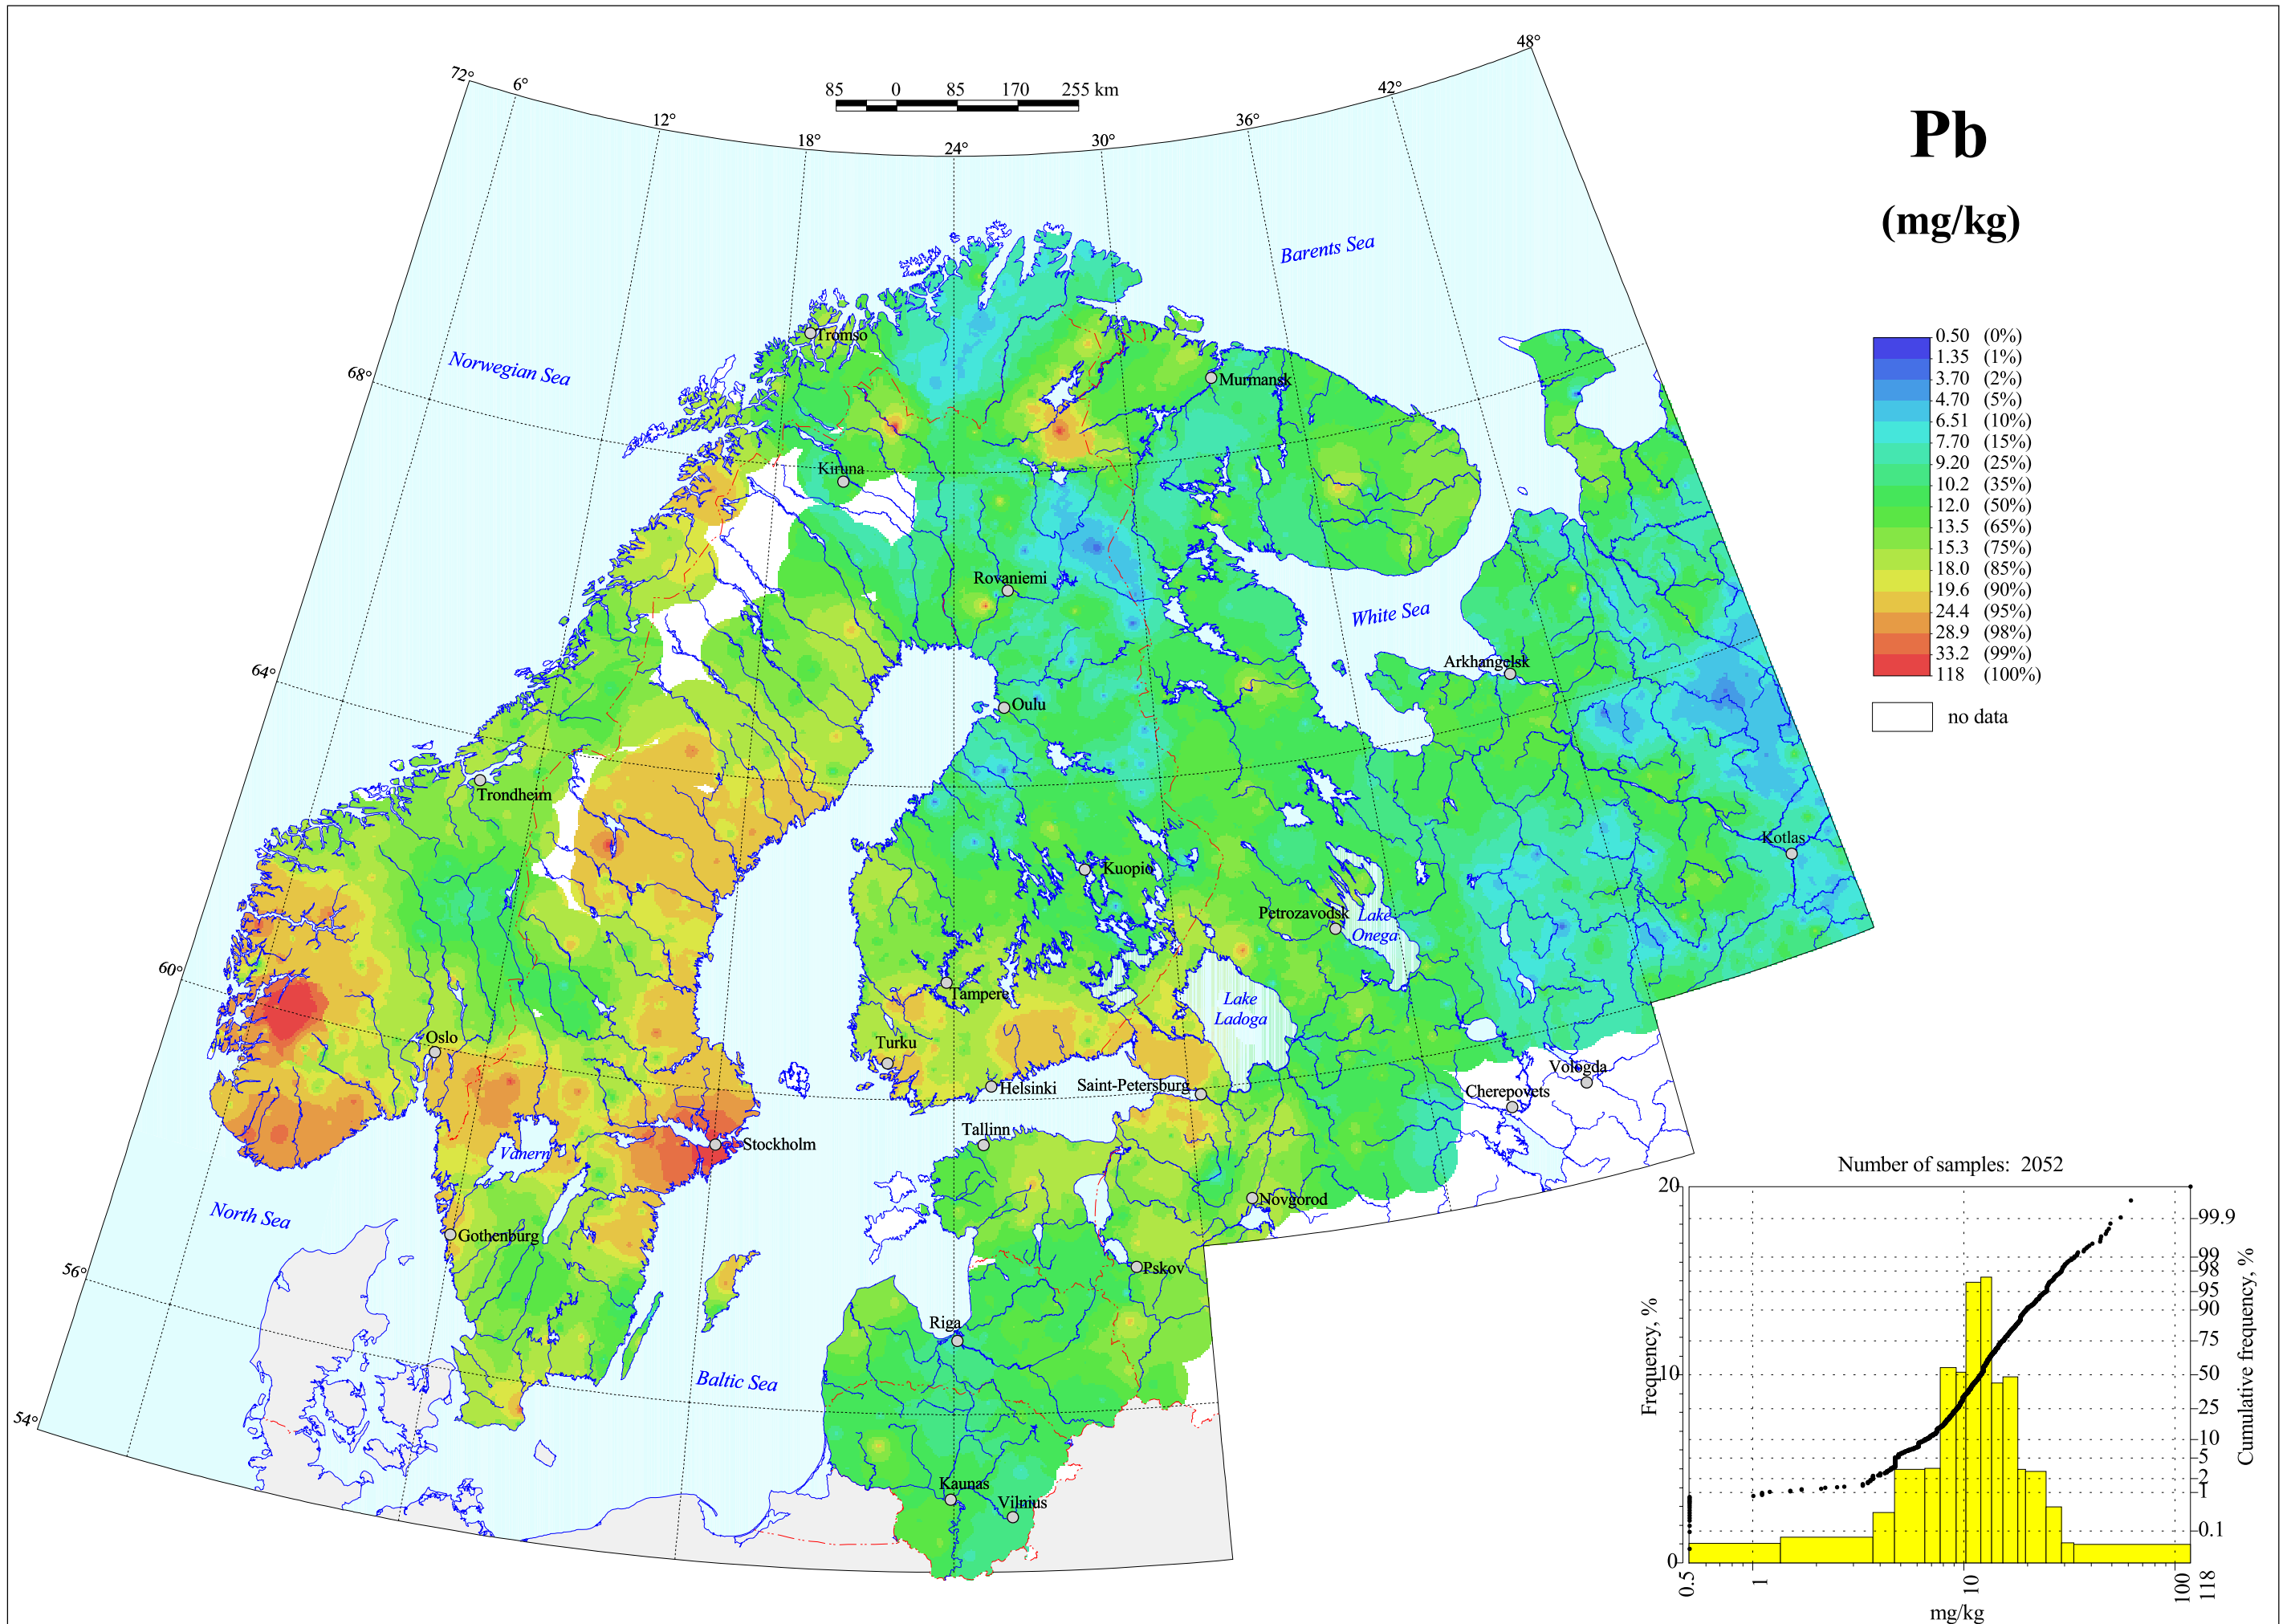 Pb
(mg/kg)
85 0 85 170 255 km
72° 6° 12° 18° 24° 30° 36° 42° 48°
68°
64°
60°
56°
54°
Barents Sea
Norwegian Sea
Tromso
Murmansk
Kiruna
Rovaniemi
White Sea
Arkhangelsk
Oulu
Trondheim
Kotlas
Kuopio
Petrozavodsk
Lake
Onega
Tampere
Lake
Ladoga
Oslo
Turku
Helsinki
Saint-Petersburg
Vologda
Cherepovets
Tallinn
Stockholm
Vanern
Novgorod
North Sea
Gothenburg
Pskov
Riga
Baltic Sea
Kaunas
Vilnius
0.50 (0%)
1.35 (1%)
3.70 (2%)
4.70 (5%)
6.51 (10%)
7.70 (15%)
9.20 (25%)
10.2 (35%)
12.0 (50%)
13.5 (65%)
15.3 (75%)
18.0 (85%)
19.6 (90%)
24.4 (95%)
28.9 (98%)
33.2 (99%)
118 (100%)
no data
Number of samples: 2052
20
10
0
Frequency, %
99.9
99
98
95
90
75
50
25
10
5
2
1
0.1
Cumulative frequency, %
0.5 1 10 100 118
mg/kg